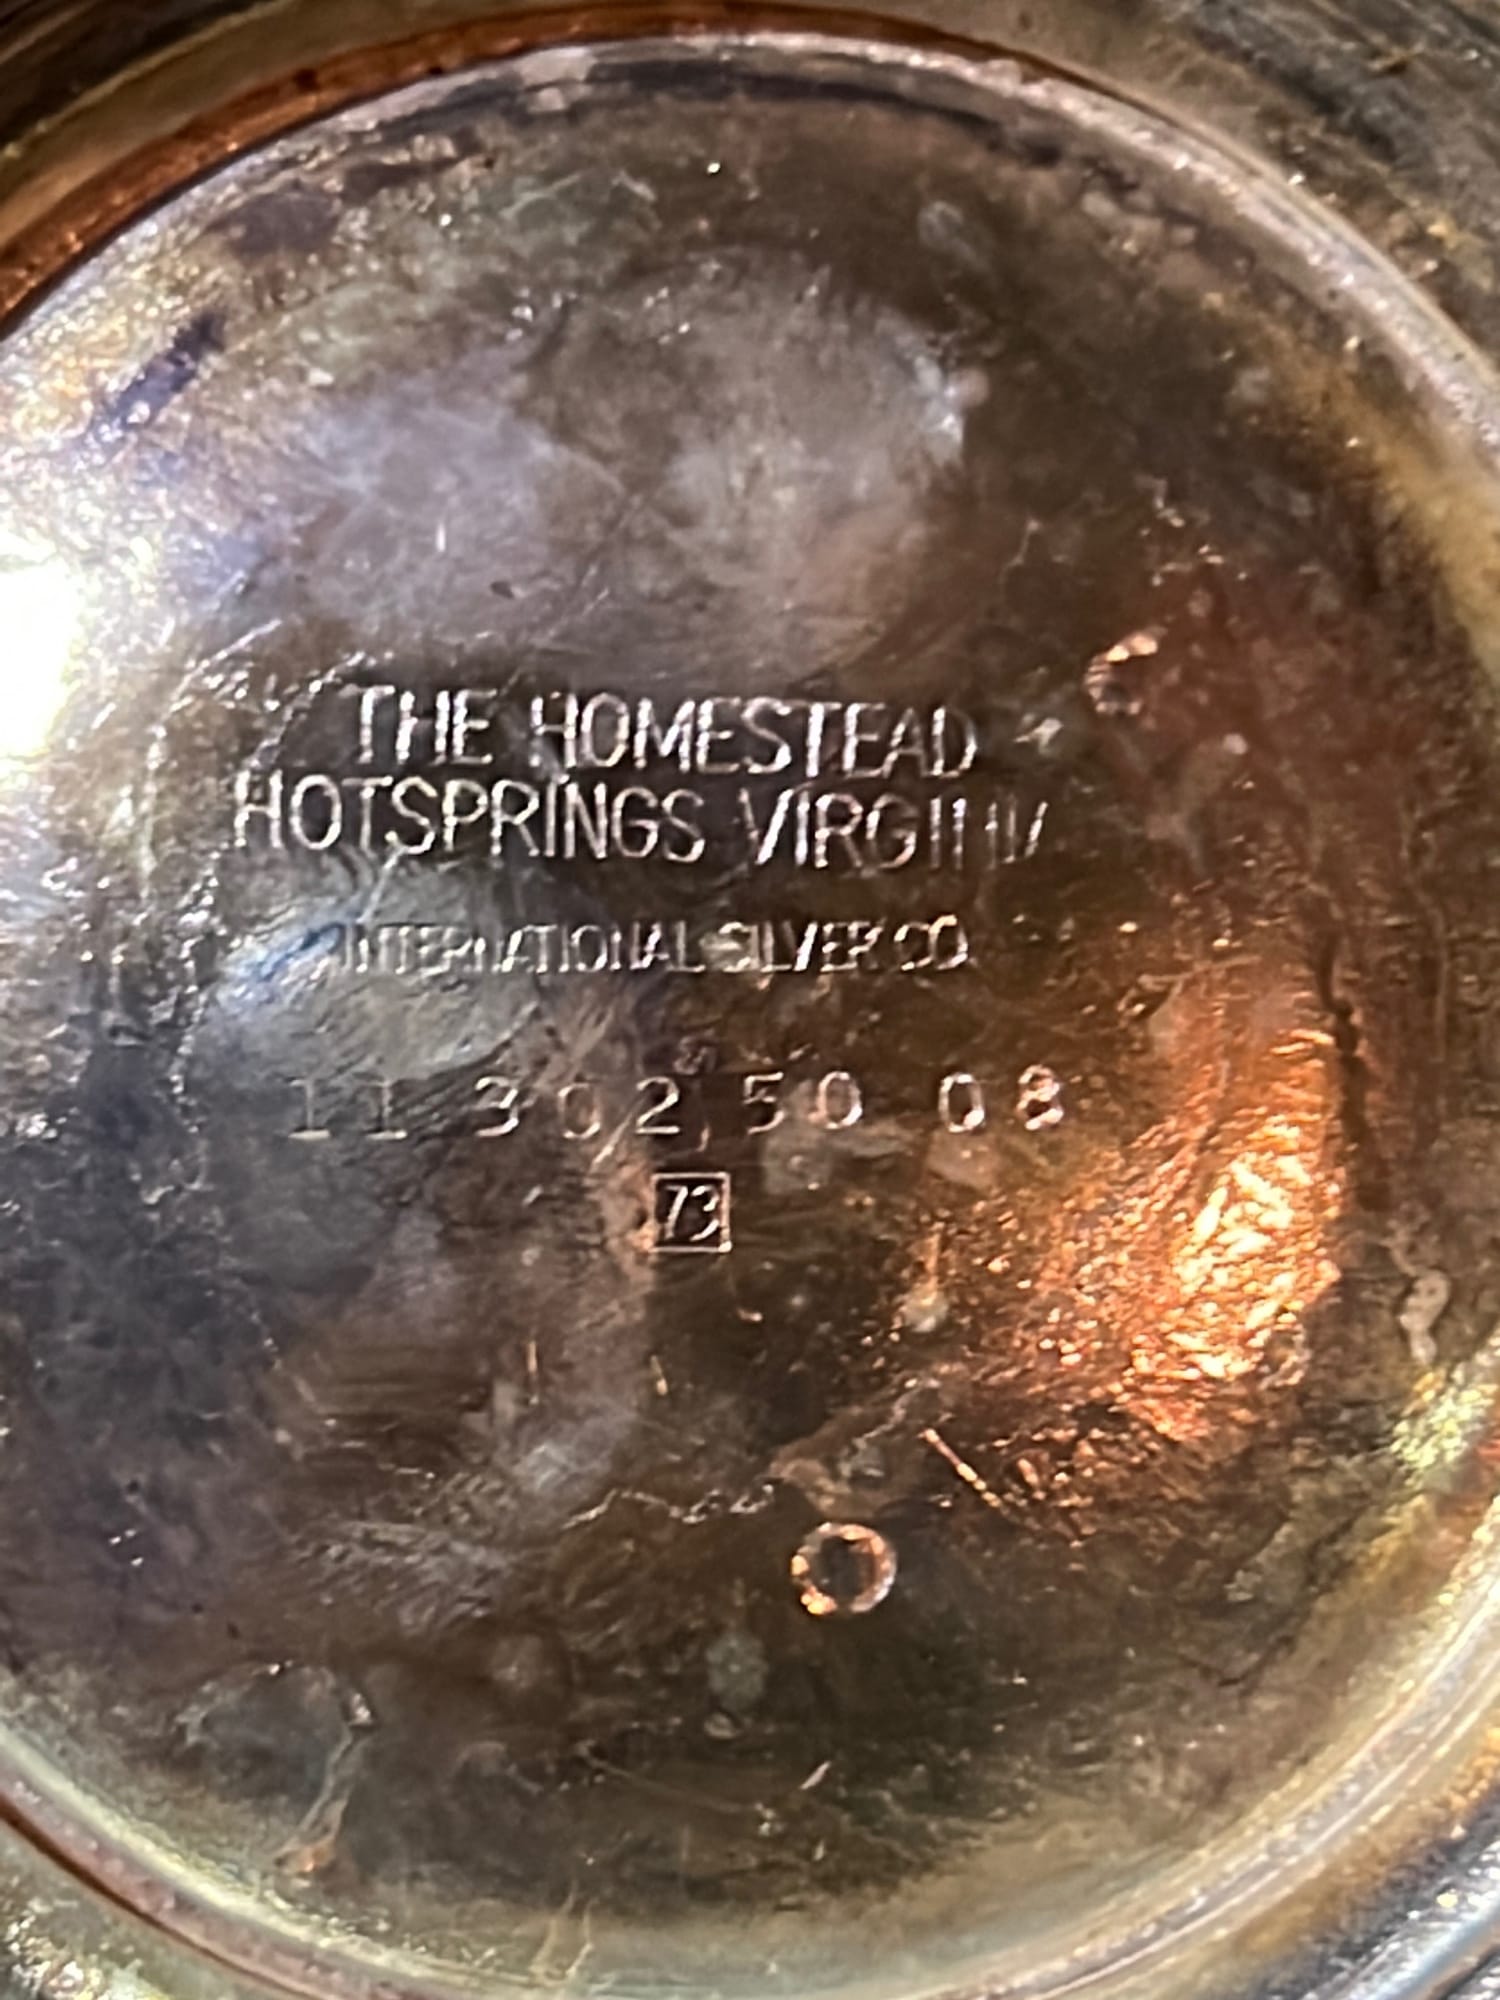 THE HOMESTEAD
HOTSPRINGS VIRGINIA
INTERNATIONAL SILVER CO.
11 302 50 08
73